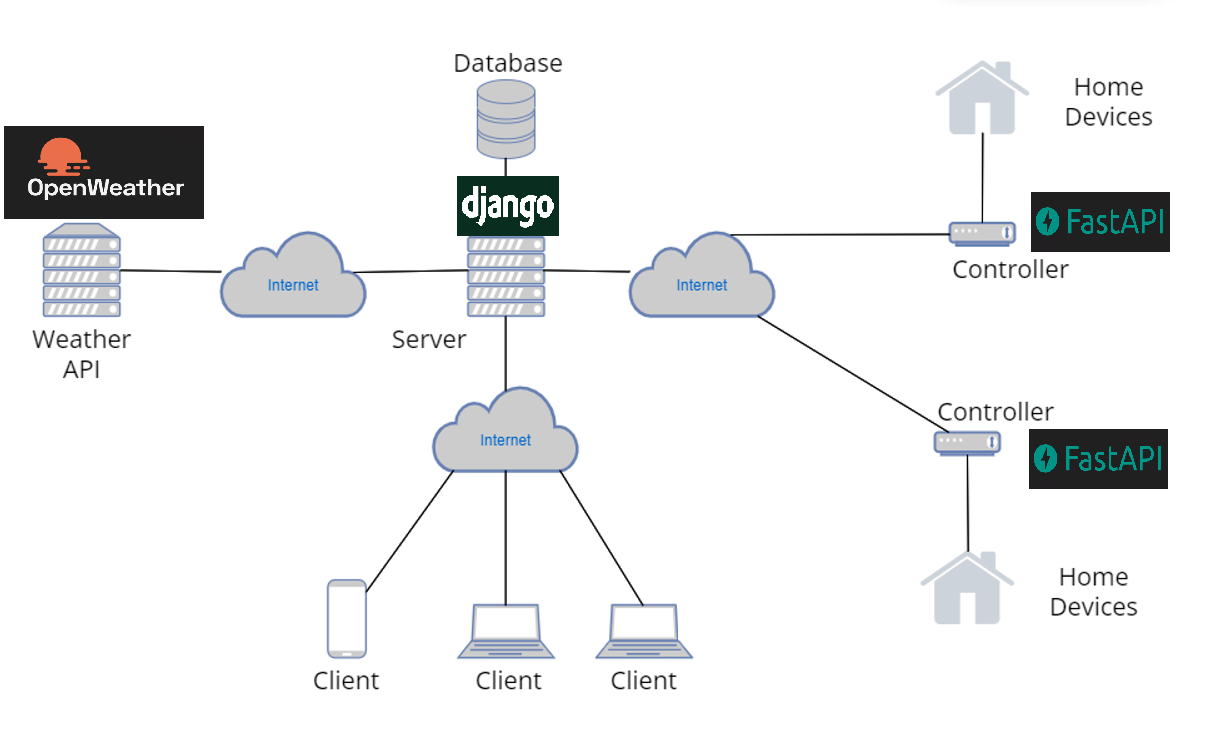 Database
Home
Devices
OpenWeather
django
FastAPI
Internet
Internet
Controller
Weather
API
Server
Controller
Internet
FastAPI
Home
Devices
Client
Client
Client